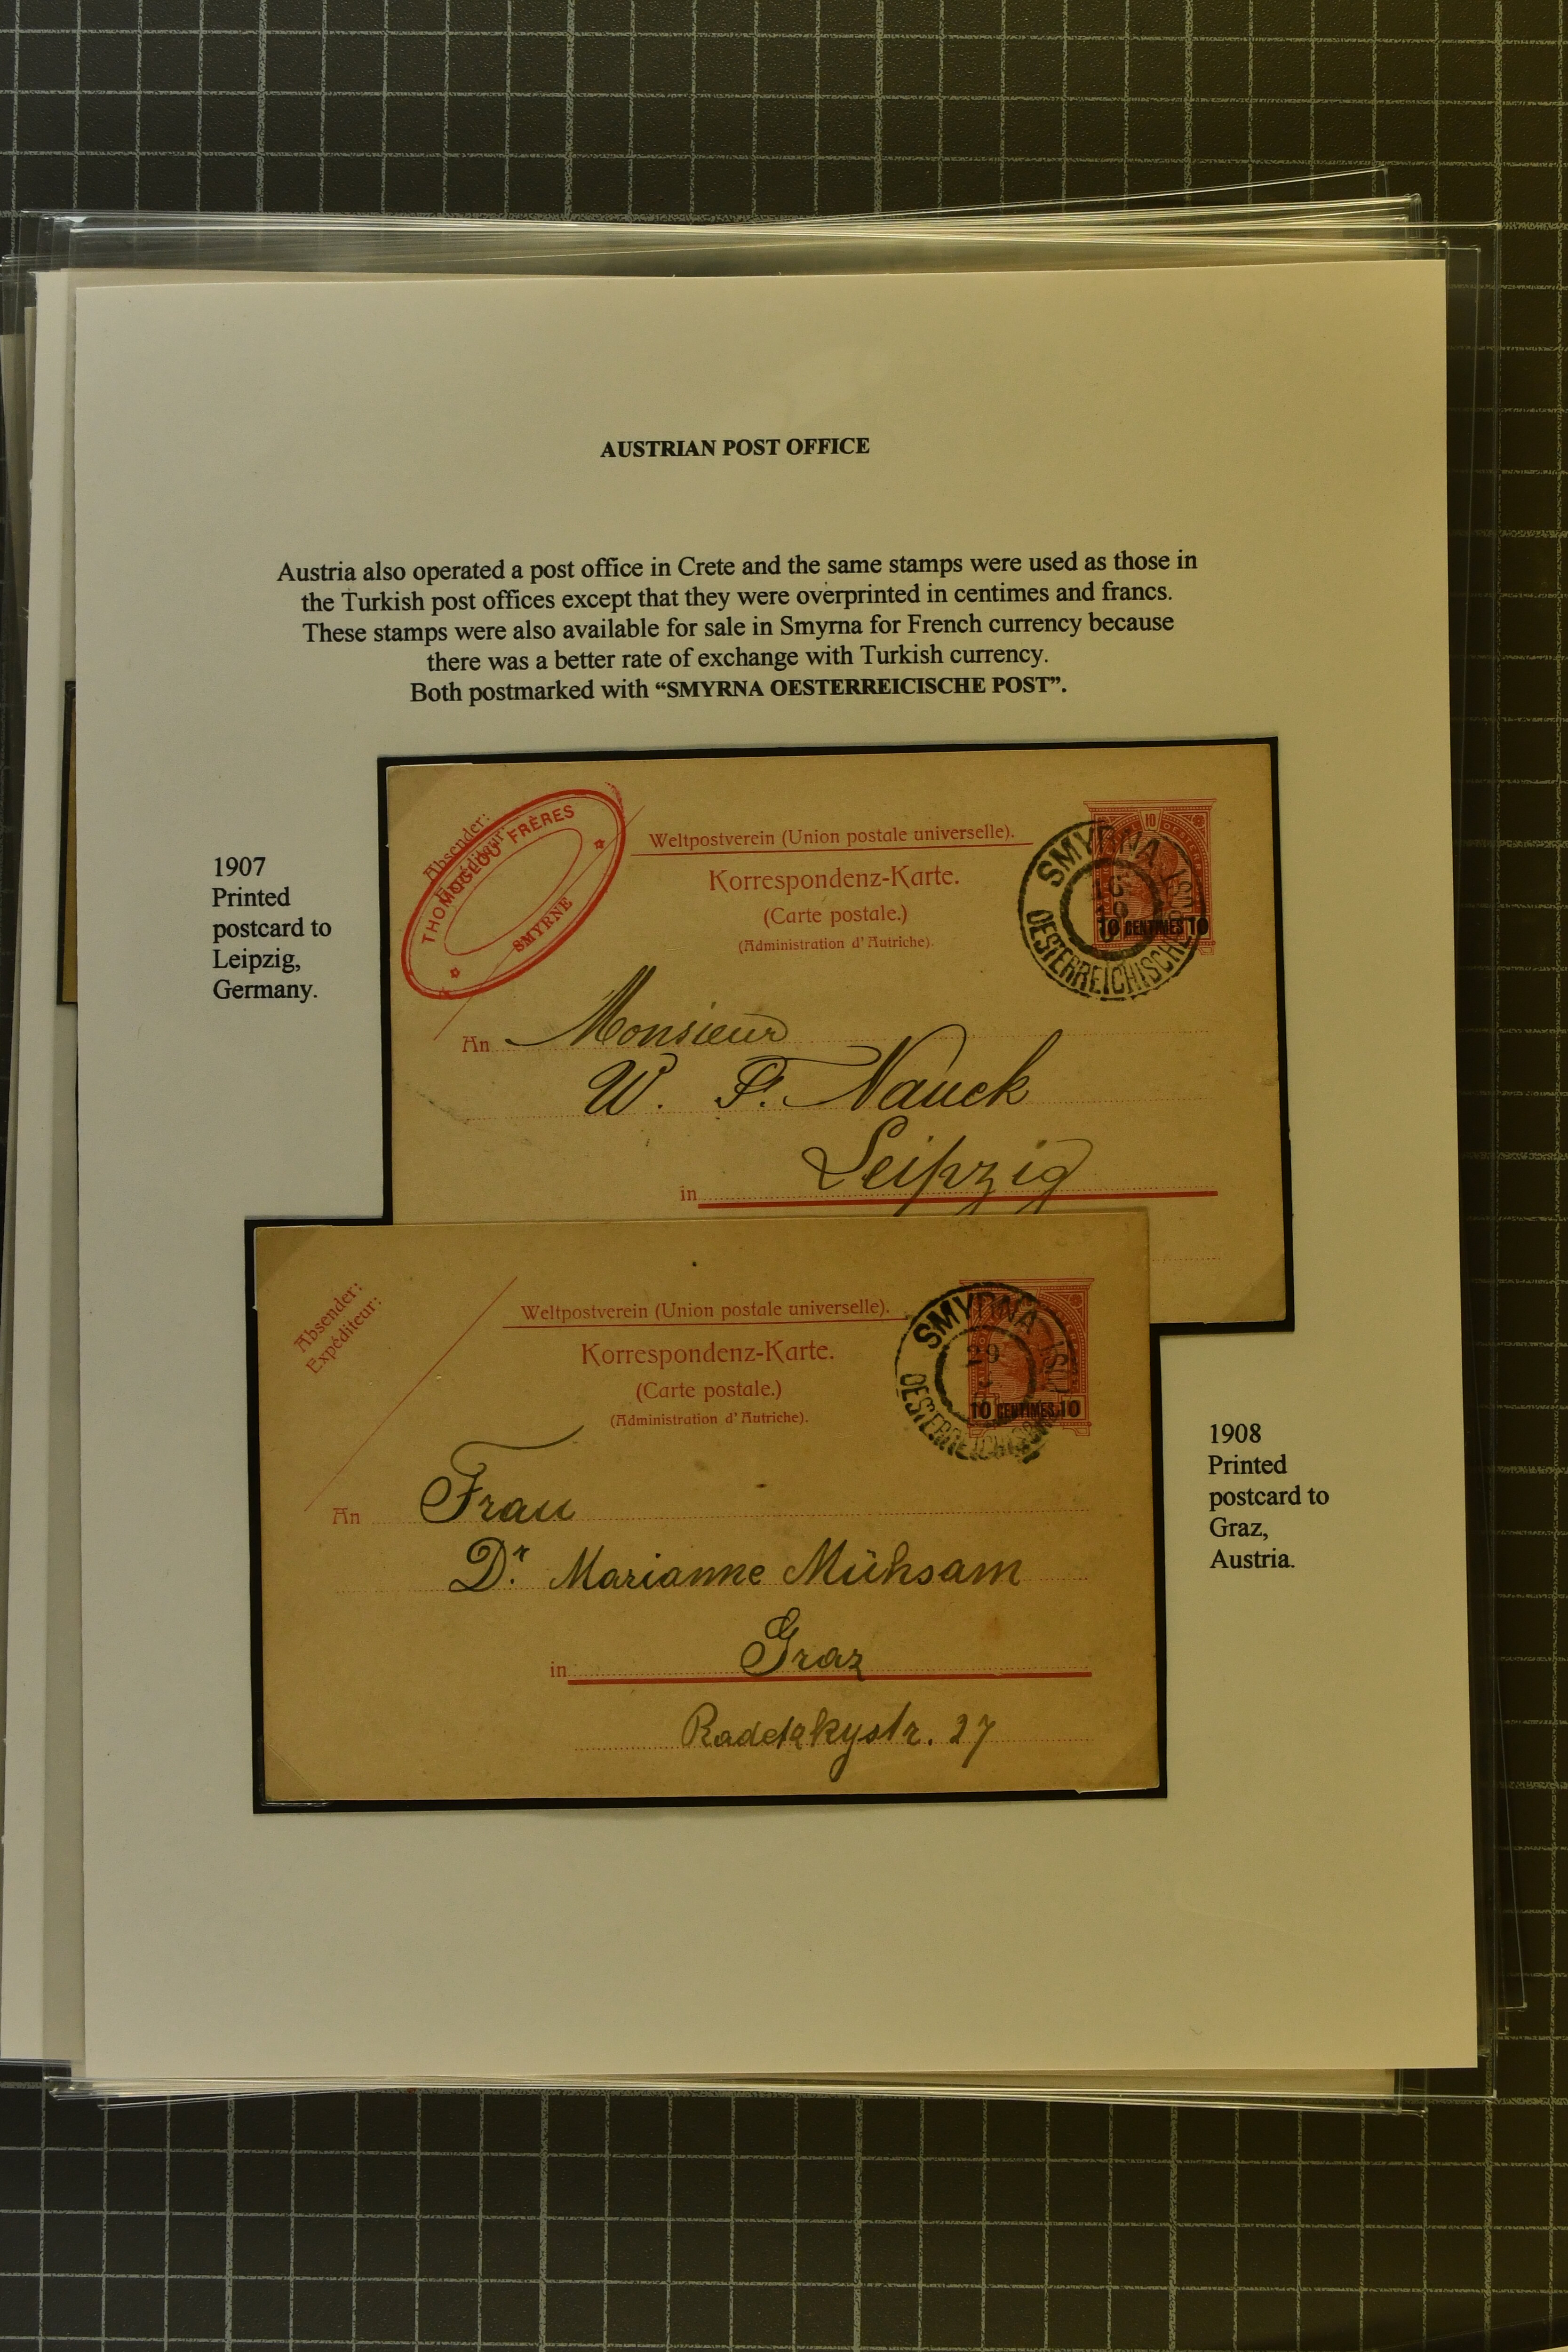 AUSTRIAN POST OFFICE
Austria also operated a post office in Crete and the same stamps were used as those in
the Turkish post offices except that they were overprinted in centimes and francs.
These stamps were also available for sale in Smyrna for French currency because
there was a better rate of exchange with Turkish currency.
Both postmarked with “SMYRNA OESTERREICISCHE POST”.
1907
Printed
postcard to
Leipzig,
Germany.
Absender:
FRÈRES
SMYRNE
Weltpostverein (Union postale universelle).
Korrespondenz-Karte.
(Carte postale.)
(Administration d'Autriche).
10
SMYRNA
OESTERREICHISCHE
10 CENTIMES 10
An Monsieur
W. F. Nauck
Leipzig
in
Absender:
Expéditeur:
Weltpostverein (Union postale universelle).
Korrespondenz-Karte.
(Carte postale.)
(Administration d'Autriche).
SMYRNA
29
OESTERREICHISCHE
10 CENTIMES 10
An Frau
Dr. Marianne Mühsam
in Graz
Radetzkystr. 27
1908
Printed
postcard to
Graz,
Austria.